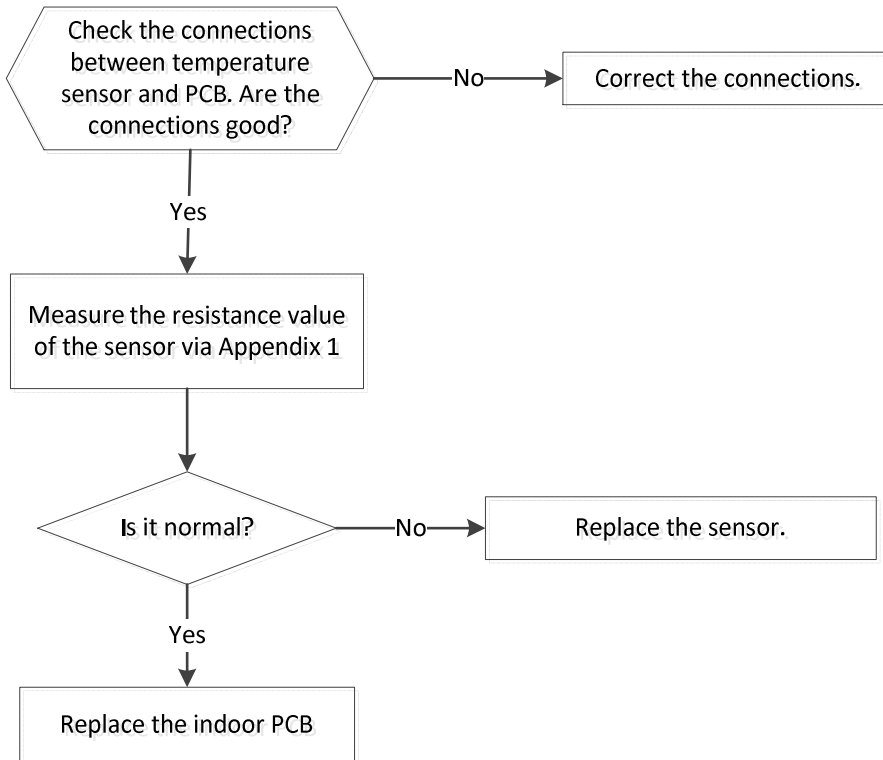 Check the connections
between temperature
sensor and PCB. Are the
connections good?
No
Correct the connections.
Yes
Measure the resistance value
of the sensor via Appendix 1
Is it normal?
No
Replace the sensor.
Yes
Replace the indoor PCB